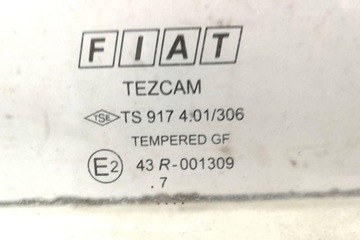 FIAT
TEZCAM
TSE TS 917 4.01/306
TEMPERED GF
E2 43 R-001309
.7